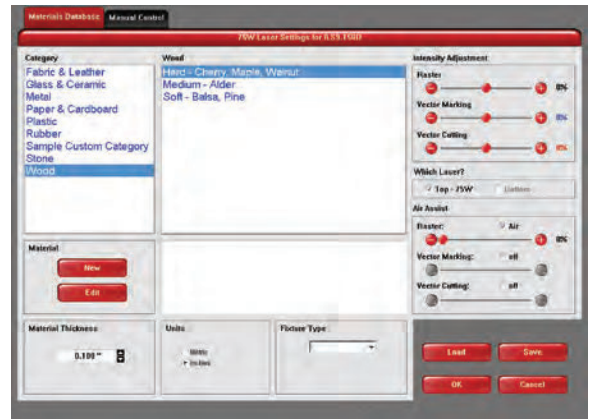 Materials Database Manual Control
75W Laser Settings for
Category
Fabric & Leather
Glass & Ceramic
Metal
Paper & Cardboard
Plastic
Rubber
Sample Custom Category
Stone
Wood
Wood
Hard - Cherry, Maple, Walnut
Medium - Alder
Soft - Balsa, Pine
Intensity Adjustment
Raster
0%
Vector Marking
0%
Vector Cutting
0%
Which Laser?
Top - 75W Bottom
Air Assist
Raster: Air
0%
Vector Marking: off
Vector Cutting: off
Material
New
Edit
Material Thickness
0.100 "
Units
Metric
Inches
Fixture Type
Load Save
OK Cancel